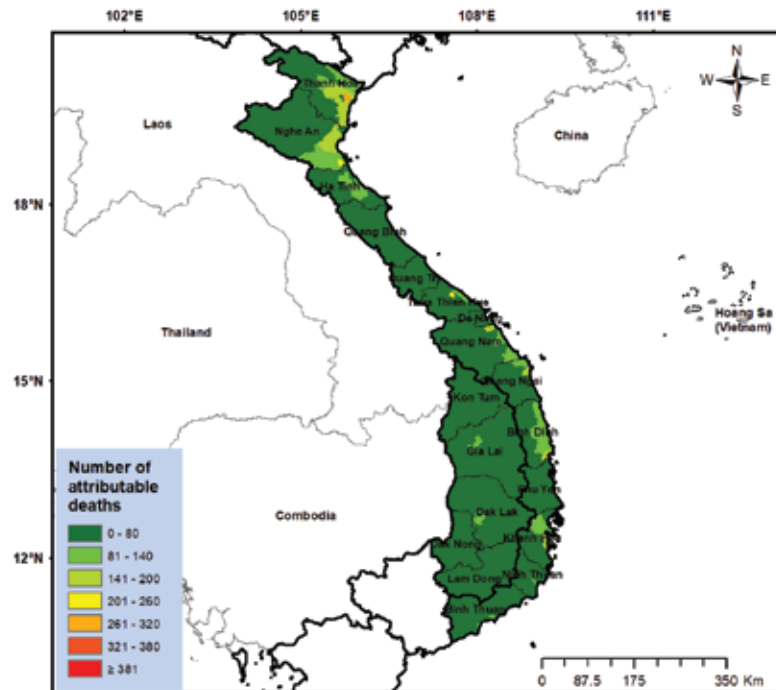 102°E 105°E 108°E 111°E
N
W E
S
Thanh Hoa
Laos
China
Nghe An
Ha Tinh
18°N
Quang Binh
Quang Tri
Thua Thien Hue
Hoang Sa
(Vietnam)
Da Nang
Thailand
Quang Nam
15°N
Quang Ngai
Kon Tum
Binh Dinh
Gia Lai
Number of
attributable
deaths
0 - 80
81 - 140
141 - 200
201 - 260
261 - 320
321 - 380
≥ 381
Phu Yen
Dak Lak
Cambodia
Khanh Hoa
Dak Nong
12°N
Lam Dong
Ninh Thuan
Binh Thuan
0 87.5 175 350 Km